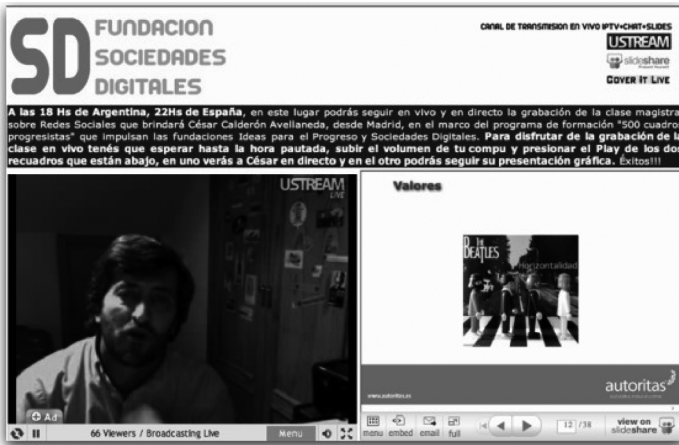 SD FUNDACION
SOCIEDADES
DIGITALES
CANAL DE TRANSMISION EN VIVO IPTV+CHAT+SLIDES
USTREAM
slideshare
COVER IT LIVE
A las 18 Hs de Argentina, 22Hs de España, en este lugar podrás seguir en vivo y en directo la grabación de la clase magistra
sobre Redes Sociales que brindará César Calderón Avellaneda, desde Madrid, en el marco del programa de formación "500 cuadro
progresistas" que impulsan las fundaciones Ideas para el Progreso y Sociedades Digitales. Para disfrutar de la grabación de la
clase en vivo tenés que esperar hasta la hora pautada, subir el volumen de tu compu y presionar el Play de los dos
recuadros que están abajo, en uno verás a César en directo y en el otro podrás seguir su presentación gráfica. Éxitos!!!
USTREAM
LIVE
Valores
THE
BEATLES
Horizontalidad
www.autoritas.es
autoritas
Ad
66 Viewers / Broadcasting Live
Menu
menu embed email full
12 /38
view on
slideshare